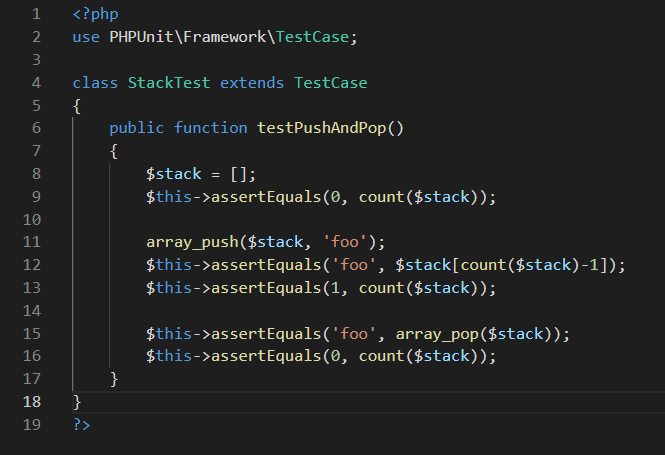 1 <?php
2 use PHPUnit\Framework\TestCase;
3
4 class StackTest extends TestCase
5 {
6     public function testPushAndPop()
7     {
8         $stack = [];
9         $this->assertEquals(0, count($stack));
10
11         array_push($stack, 'foo');
12         $this->assertEquals('foo', $stack[count($stack)-1]);
13         $this->assertEquals(1, count($stack));
14
15         $this->assertEquals('foo', array_pop($stack));
16         $this->assertEquals(0, count($stack));
17     }
18 }
19 ?>